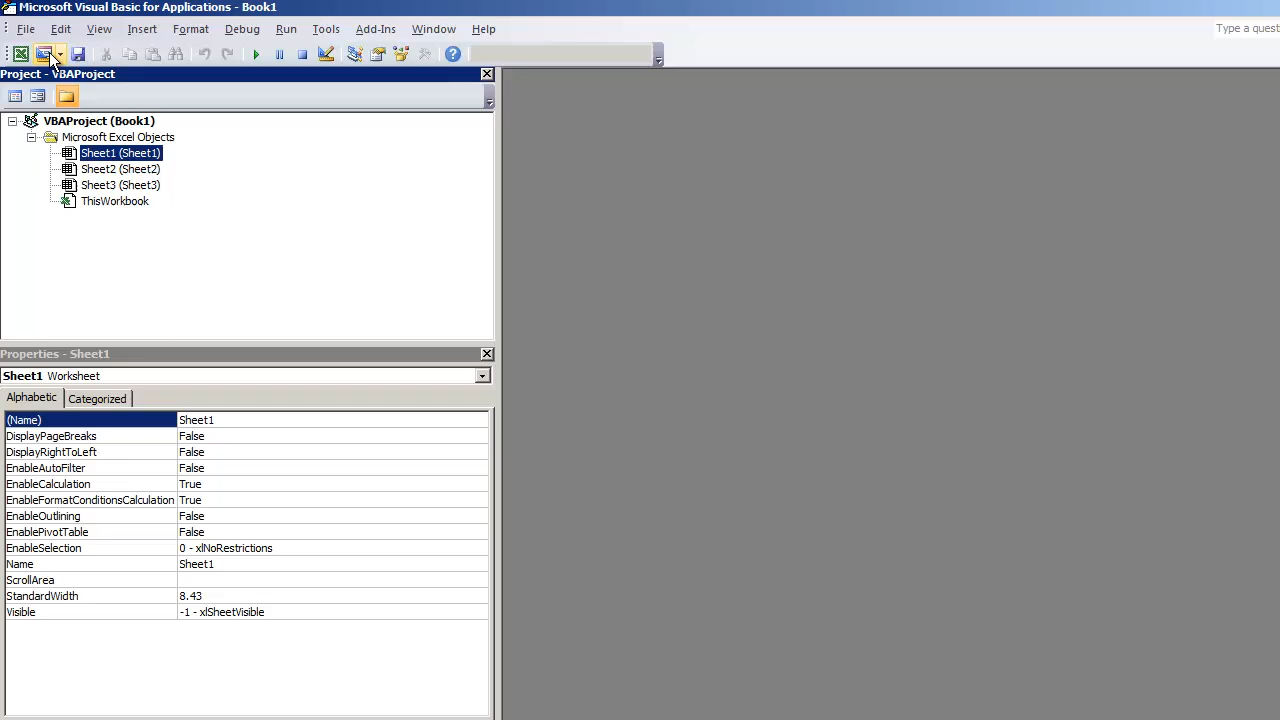 Microsoft Visual Basic for Applications - Book1
File Edit View Insert Format Debug Run Tools Add-Ins Window Help
Type a quest
Project - VBAProject
VBAProject (Book1)
Microsoft Excel Objects
Sheet1 (Sheet1)
Sheet2 (Sheet2)
Sheet3 (Sheet3)
ThisWorkbook
Properties - Sheet1
Sheet1 Worksheet
Alphabetic Categorized
(Name) Sheet1
DisplayPageBreaks False
DisplayRightToLeft False
EnableAutoFilter False
EnableCalculation True
EnableFormatConditionsCalculation True
EnableOutlining False
EnablePivotTable False
EnableSelection 0 - xlNoRestrictions
Name Sheet1
ScrollArea
StandardWidth 8.43
Visible -1 - xlSheetVisible